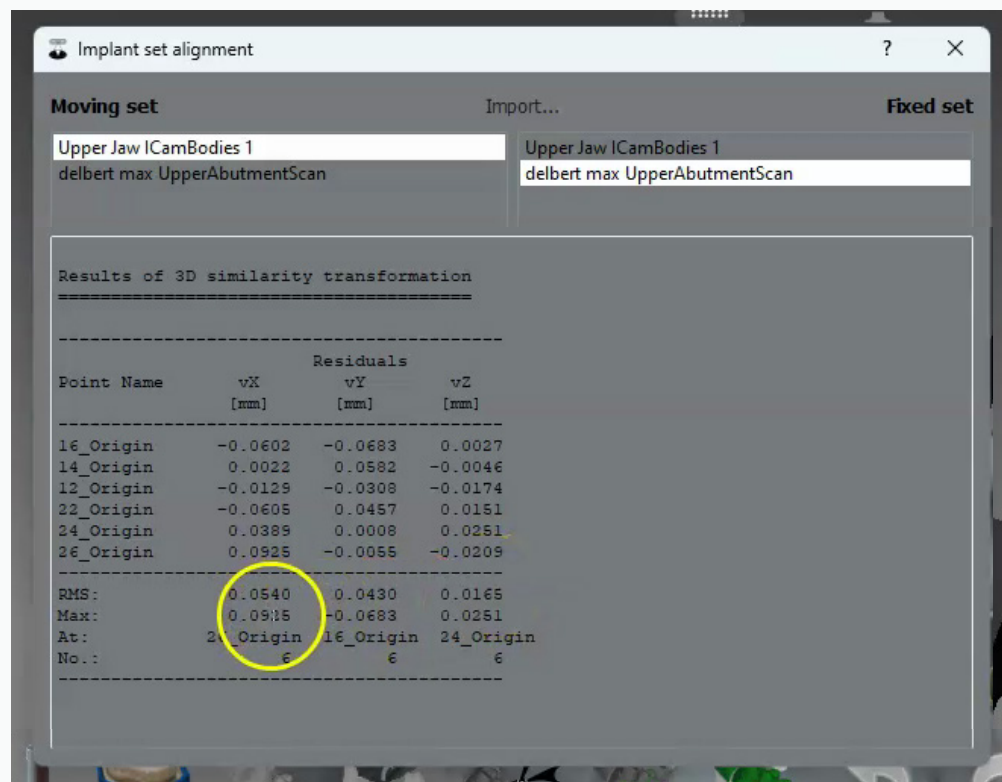 Implant set alignment ? ×
Moving set Import... Fixed set
Upper Jaw ICamBodies 1 Upper Jaw ICamBodies 1
delbert max UpperAbutmentScan delbert max UpperAbutmentScan
Results of 3D similarity transformation
=======================================
------------------------------------------
Residuals
Point Name vX vY vZ
[mm] [mm] [mm]
------------------------------------------
16_Origin -0.0602 -0.0683 0.0027
14_Origin 0.0022 0.0582 -0.0046
12_Origin -0.0129 -0.0308 -0.0174
22_Origin -0.0605 0.0457 0.0151
24_Origin 0.0389 0.0008 0.0251
26_Origin 0.0925 -0.0055 -0.0209
------------------------------------------
RMS: 0.0540 0.0430 0.0165
Max: 0.0925 -0.0683 0.0251
At: 26_Origin 16_Origin 24_Origin
No.: 6 6 6
------------------------------------------